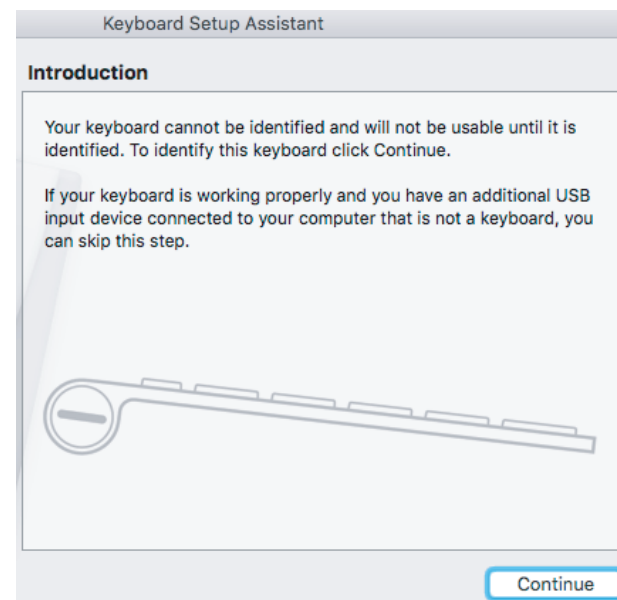 Keyboard Setup Assistant
Introduction
Your keyboard cannot be identified and will not be usable until it is
identified. To identify this keyboard click Continue.
If your keyboard is working properly and you have an additional USB
input device connected to your computer that is not a keyboard, you
can skip this step.
Continue